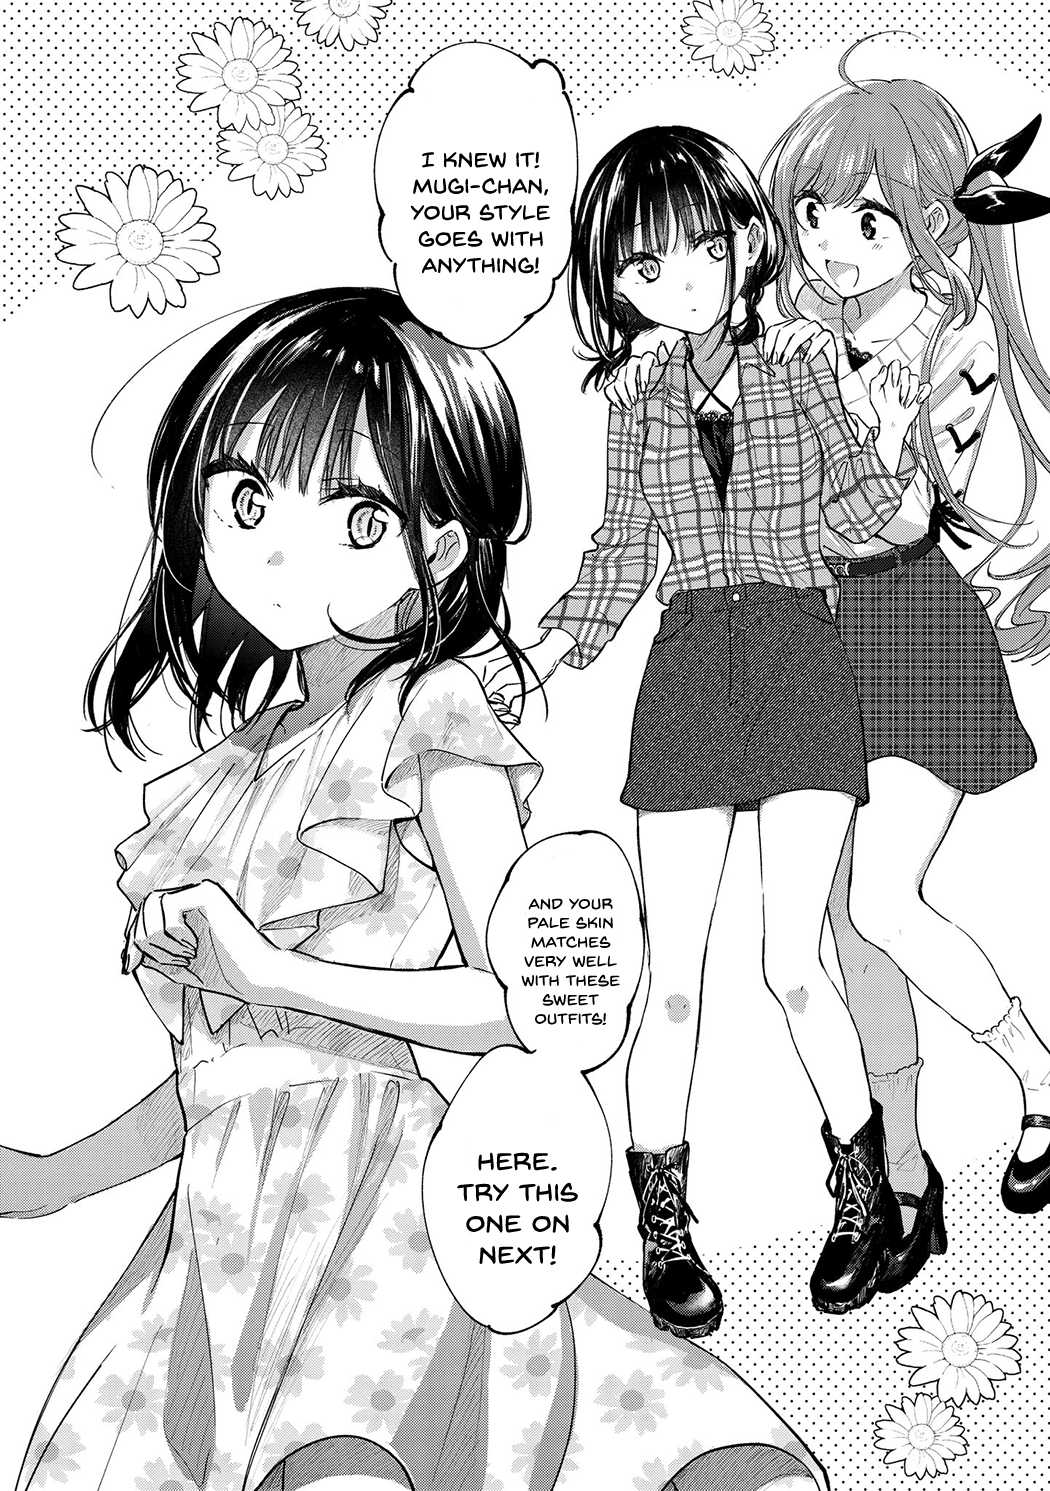 I KNEW IT!
MUGI-CHAN,
YOUR STYLE
GOES WITH
ANYTHING!
AND YOUR
PALE SKIN
MATCHES
VERY WELL
WITH THESE
SWEET
OUTFITS!
HERE.
TRY THIS
ONE ON
NEXT!